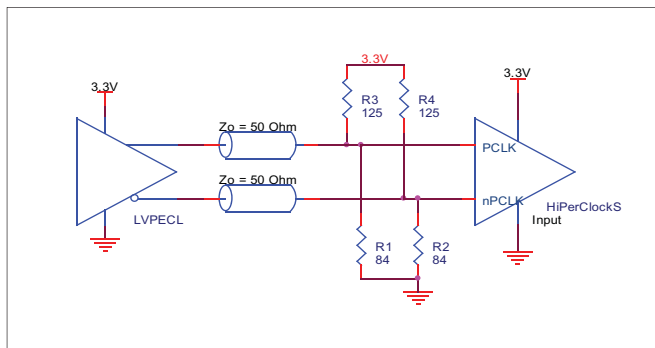 3.3V
3.3V
3.3V
R3
125
R4
125
Zo = 50 Ohm
PCLK
Zo = 50 Ohm
nPCLK
HiPerClockS
Input
LVPECL
R1
84
R2
84